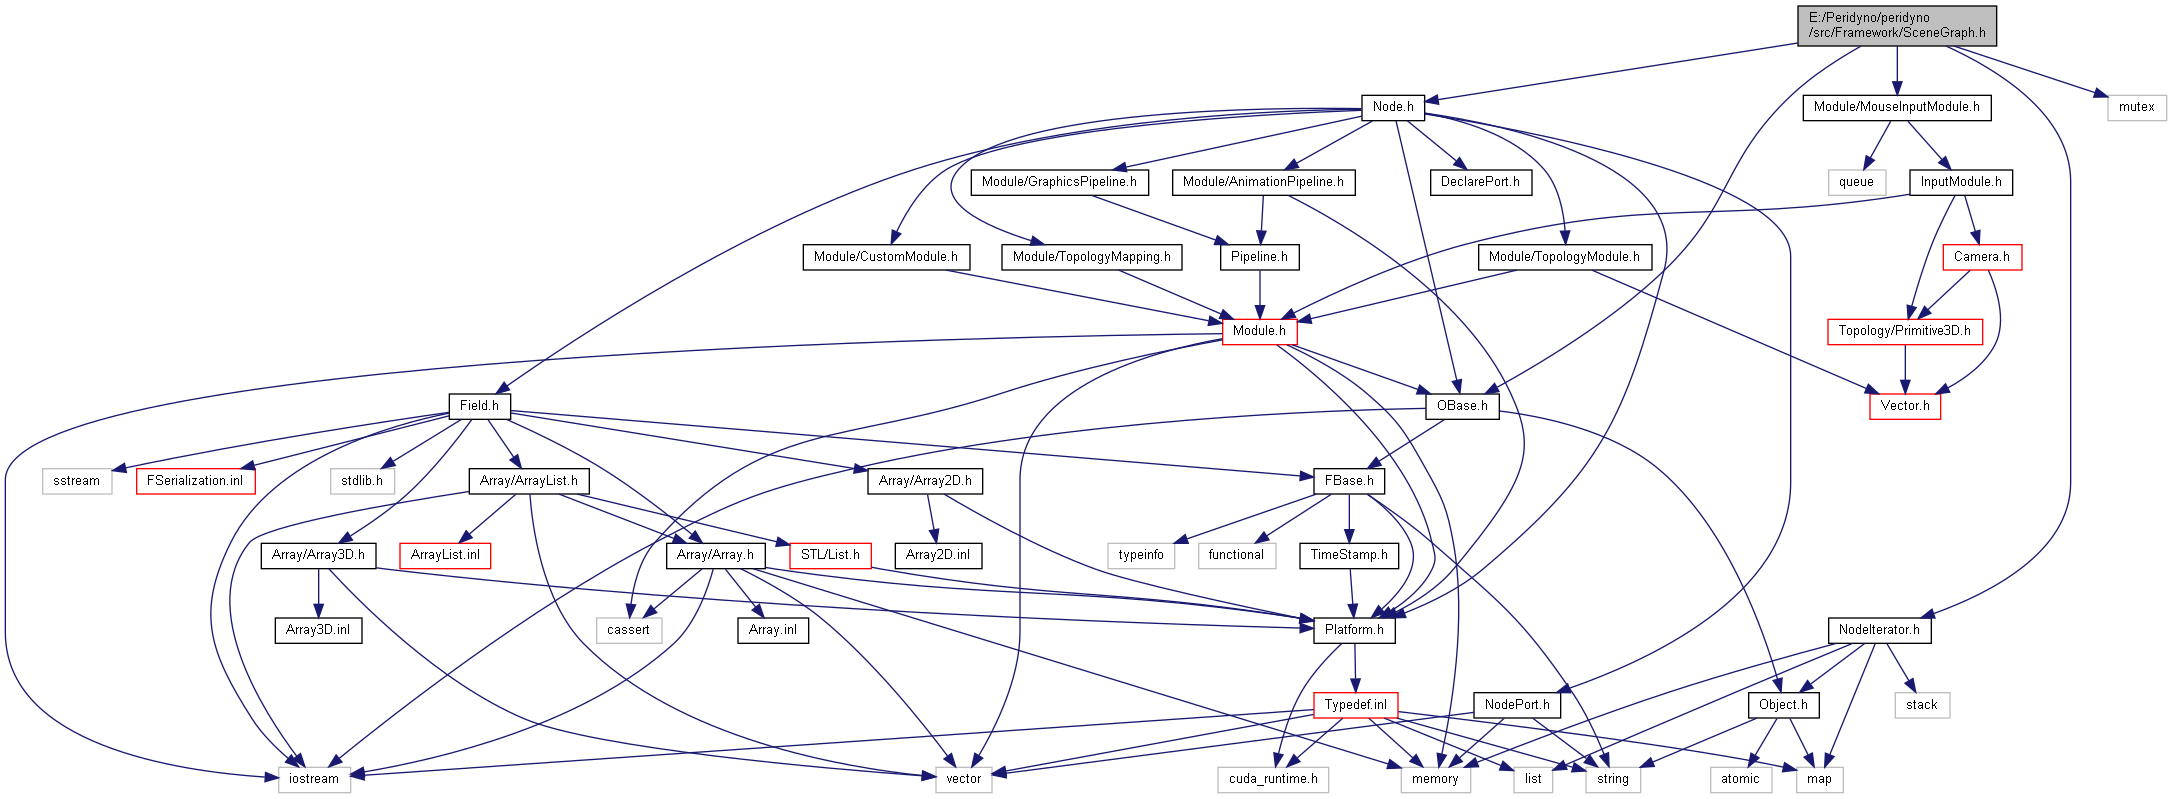 E:/Peridyno/peridyno
/src/Framework/SceneGraph.h
Node.h
Module/MouseInputModule.h
mutex
Module/GraphicsPipeline.h
Module/AnimationPipeline.h
DeclarePort.h
queue
InputModule.h
Module/CustomModule.h
Module/TopologyMapping.h
Pipeline.h
Module/TopologyModule.h
Camera.h
Module.h
Topology/Primitive3D.h
Field.h
OBase.h
Vector.h
sstream
FSerialization.inl
stdlib.h
Array/ArrayList.h
Array/Array2D.h
FBase.h
Array/Array3D.h
ArrayList.inl
Array/Array.h
STL/List.h
Array2D.inl
typeinfo
functional
TimeStamp.h
Array3D.inl
cassert
Array.inl
Platform.h
NodeIterator.h
Typedef.inl
NodePort.h
Object.h
stack
iostream
vector
cuda_runtime.h
memory
list
string
atomic
map